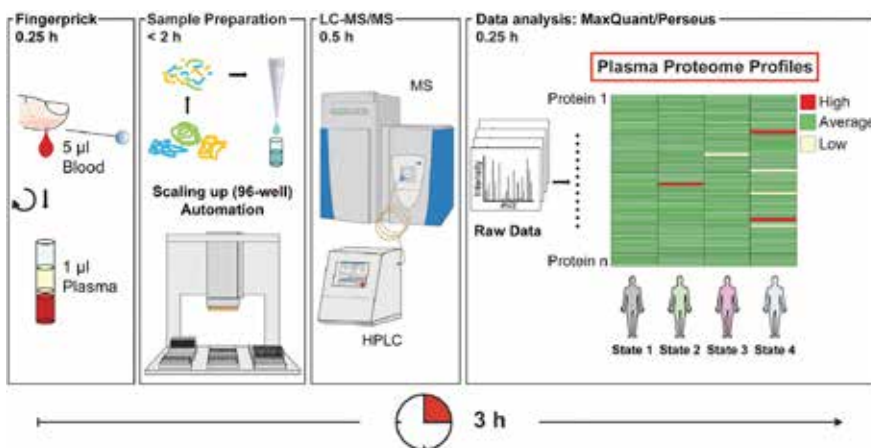 Fingerprick
0.25 h
5 µl
Blood
1 µl
Plasma
Sample Preparation
< 2 h
Scaling up (96-well)
Automation
LC-MS/MS
0.5 h
MS
HPLC
Data analysis: MaxQuant/Perseus
0.25 h
Plasma Proteome Profiles
Intensity
Raw Data
Protein 1
Protein n
High
Average
Low
State 1 State 2 State 3 State 4
3 h